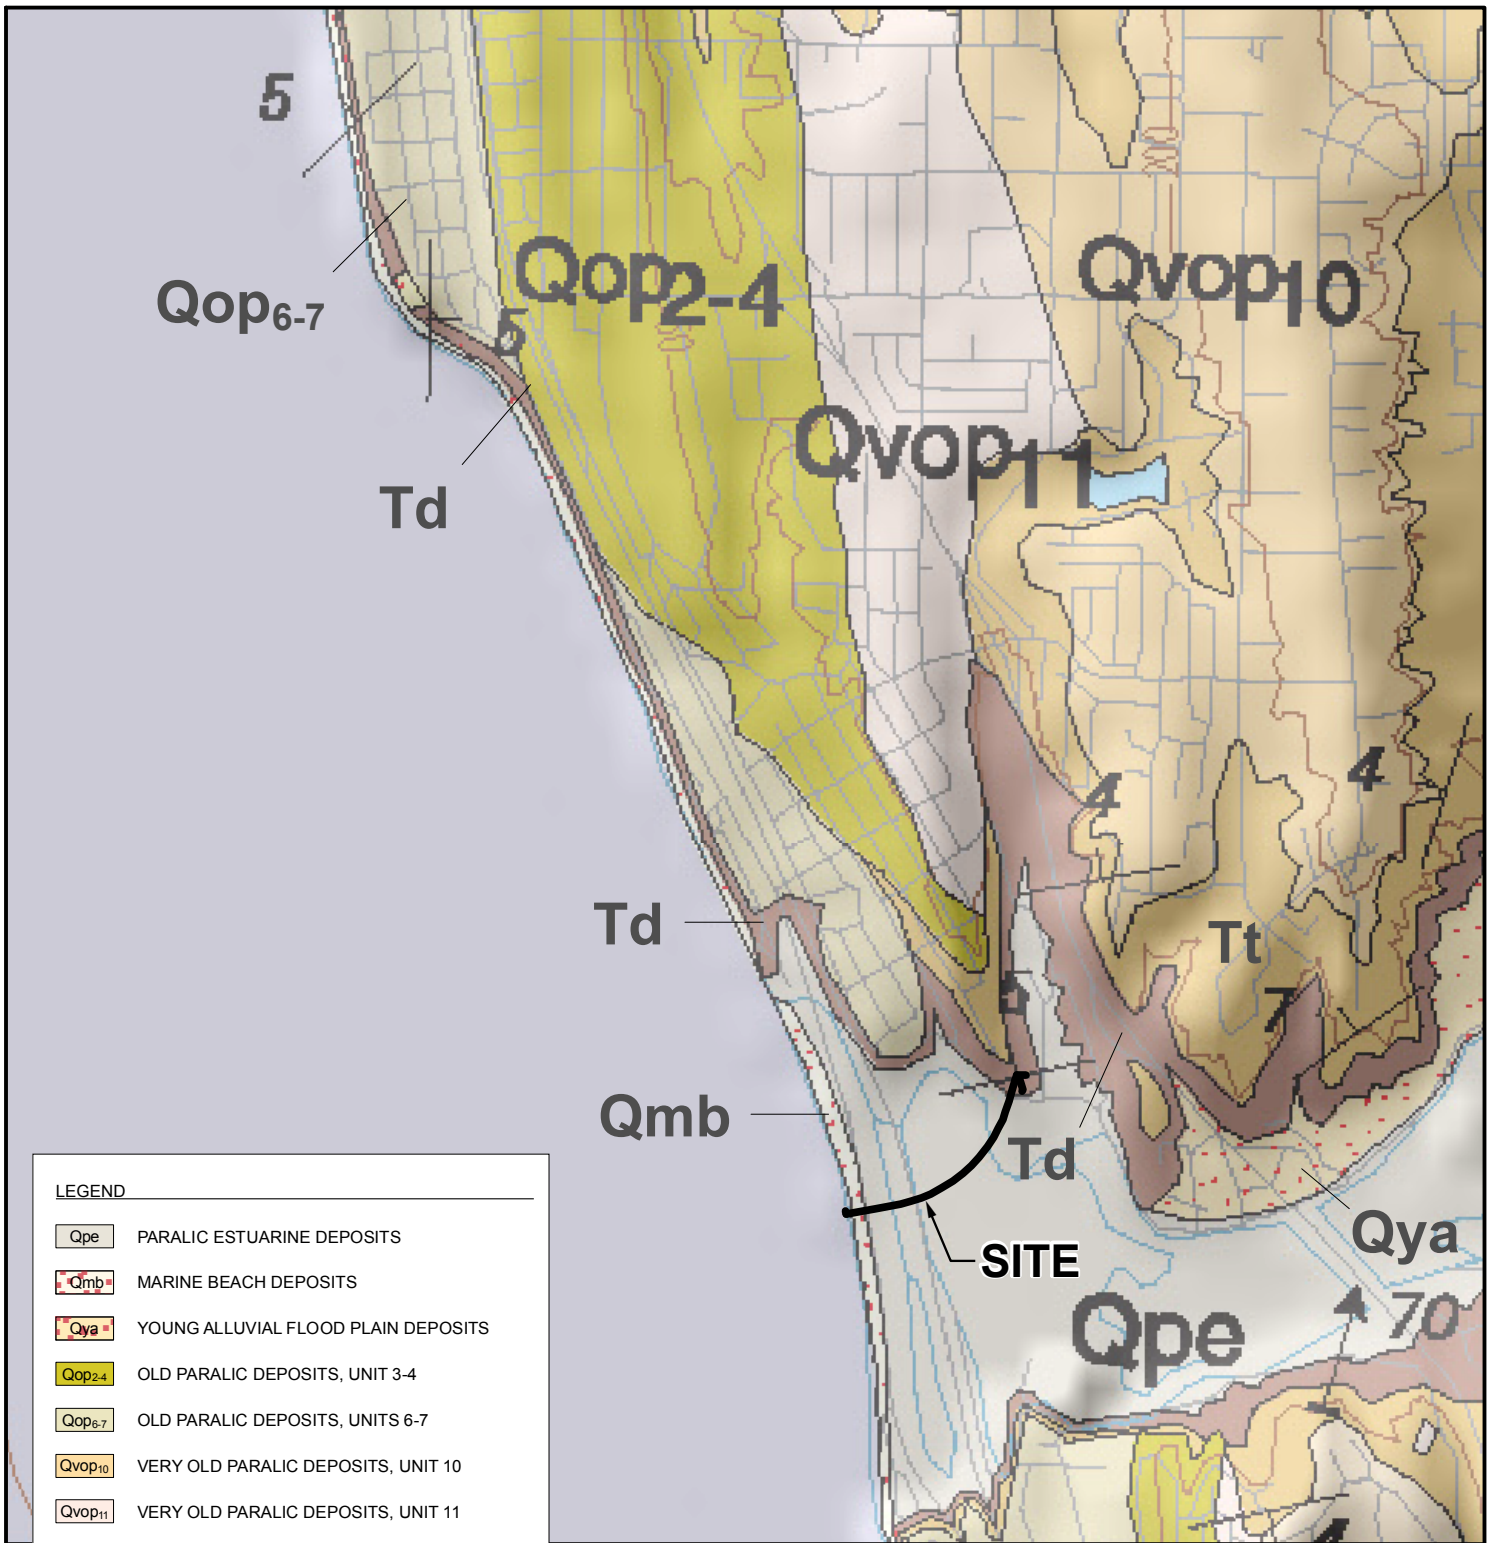 5
Qop6-7
Qop2-4
Qvop10
5
Qvop11
Td
4
4
Td
Tt
5
7
Qmb
Td
Qya
SITE
Qpe
70
LEGEND
Qpe PARALIC ESTUARINE DEPOSITS
Qmb MARINE BEACH DEPOSITS
Qya YOUNG ALLUVIAL FLOOD PLAIN DEPOSITS
Qop2-4 OLD PARALIC DEPOSITS, UNIT 3-4
Qop6-7 OLD PARALIC DEPOSITS, UNITS 6-7
Qvop10 VERY OLD PARALIC DEPOSITS, UNIT 10
Qvop11 VERY OLD PARALIC DEPOSITS, UNIT 11